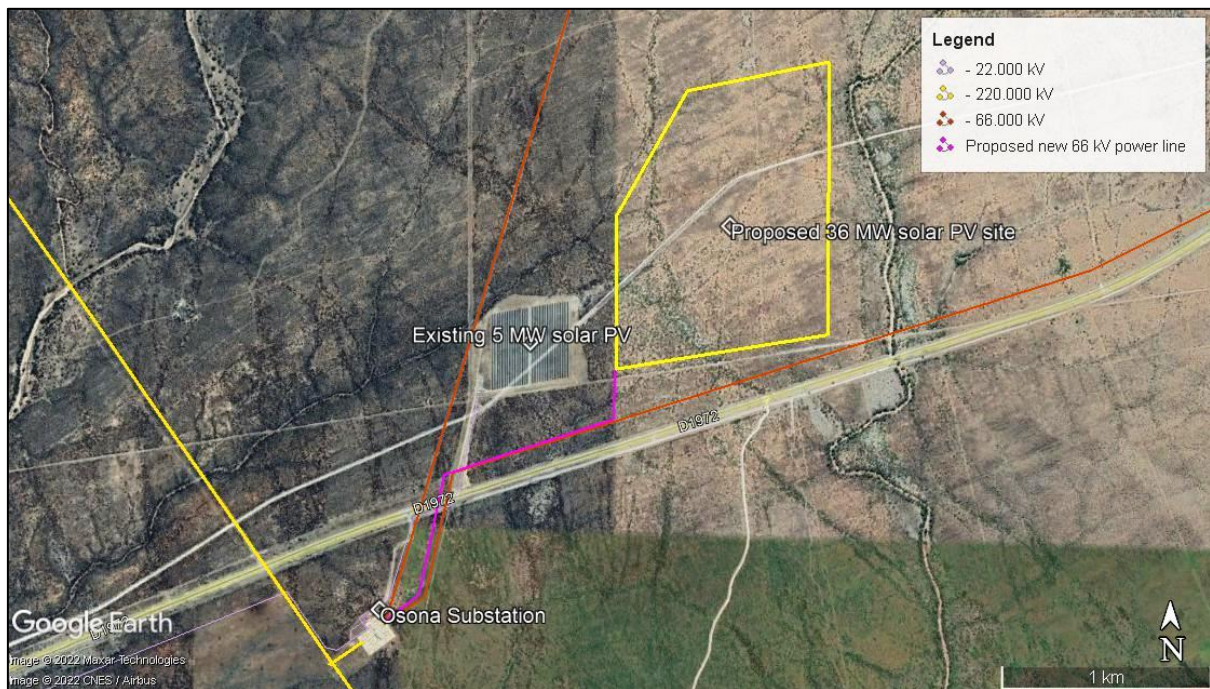 Legend
- 22.000 kV
- 220.000 kV
- 66.000 kV
Proposed new 66 kV power line
Proposed 36 MW solar PV site
Existing 5 MW solar PV
D1972
D1972
Osona Substation
Google Earth
mage © 2022 Maxar Technologies
mage © 2022 CNES / Airbus
N
1 km